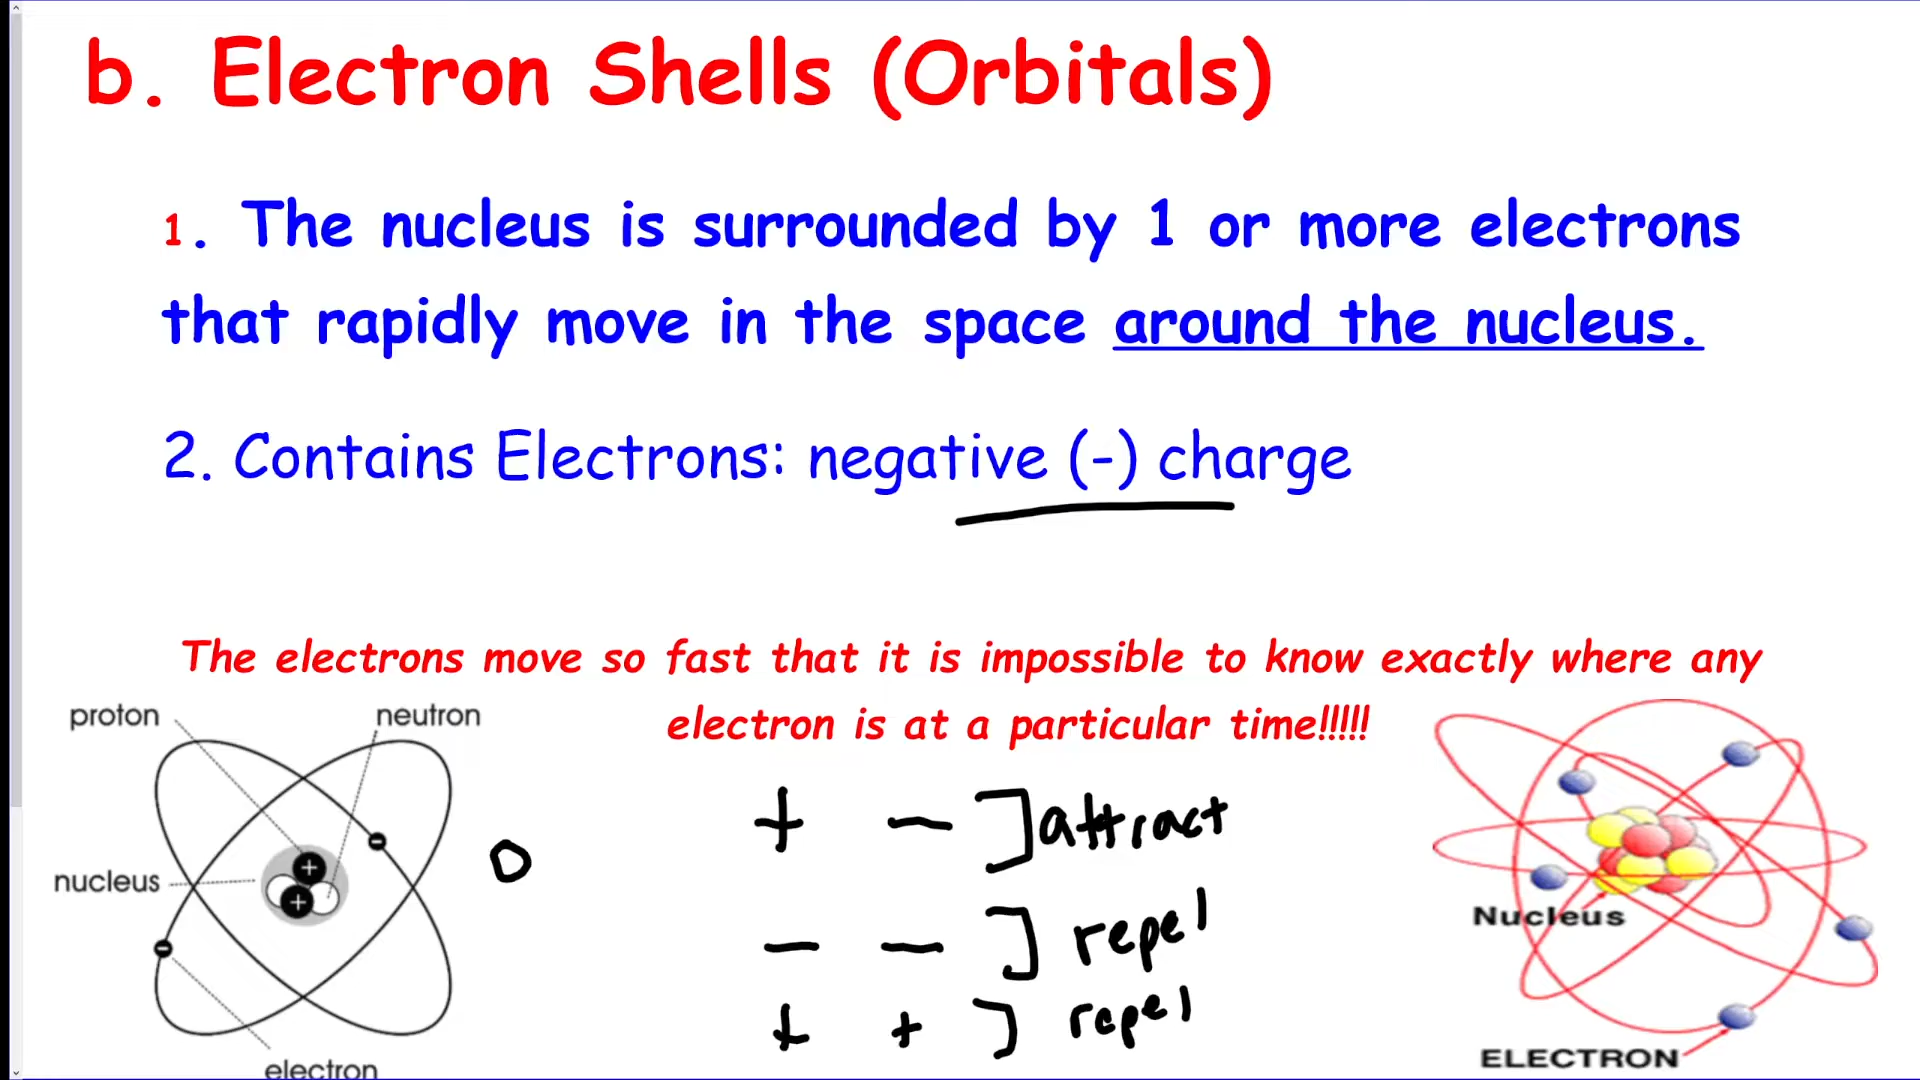 b. Electron Shells (Orbitals)
1. The nucleus is surrounded by 1 or more electrons
that rapidly move in the space around the nucleus.
2. Contains Electrons: negative (-) charge
The electrons move so fast that it is impossible to know exactly where any
electron is at a particular time!!!!!
proton
neutron
nucleus
electron
O
+ - ] attract
- - ] repel
+ + ] repel
Nucleus
ELECTRON